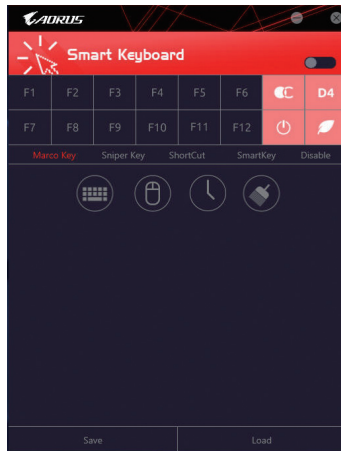 AORUS
Smart Keyboard
F1 F2 F3 F4 F5 F6 D4
F7 F8 F9 F10 F11 F12
Marco Key Sniper Key ShortCut SmartKey Disable
Save Load